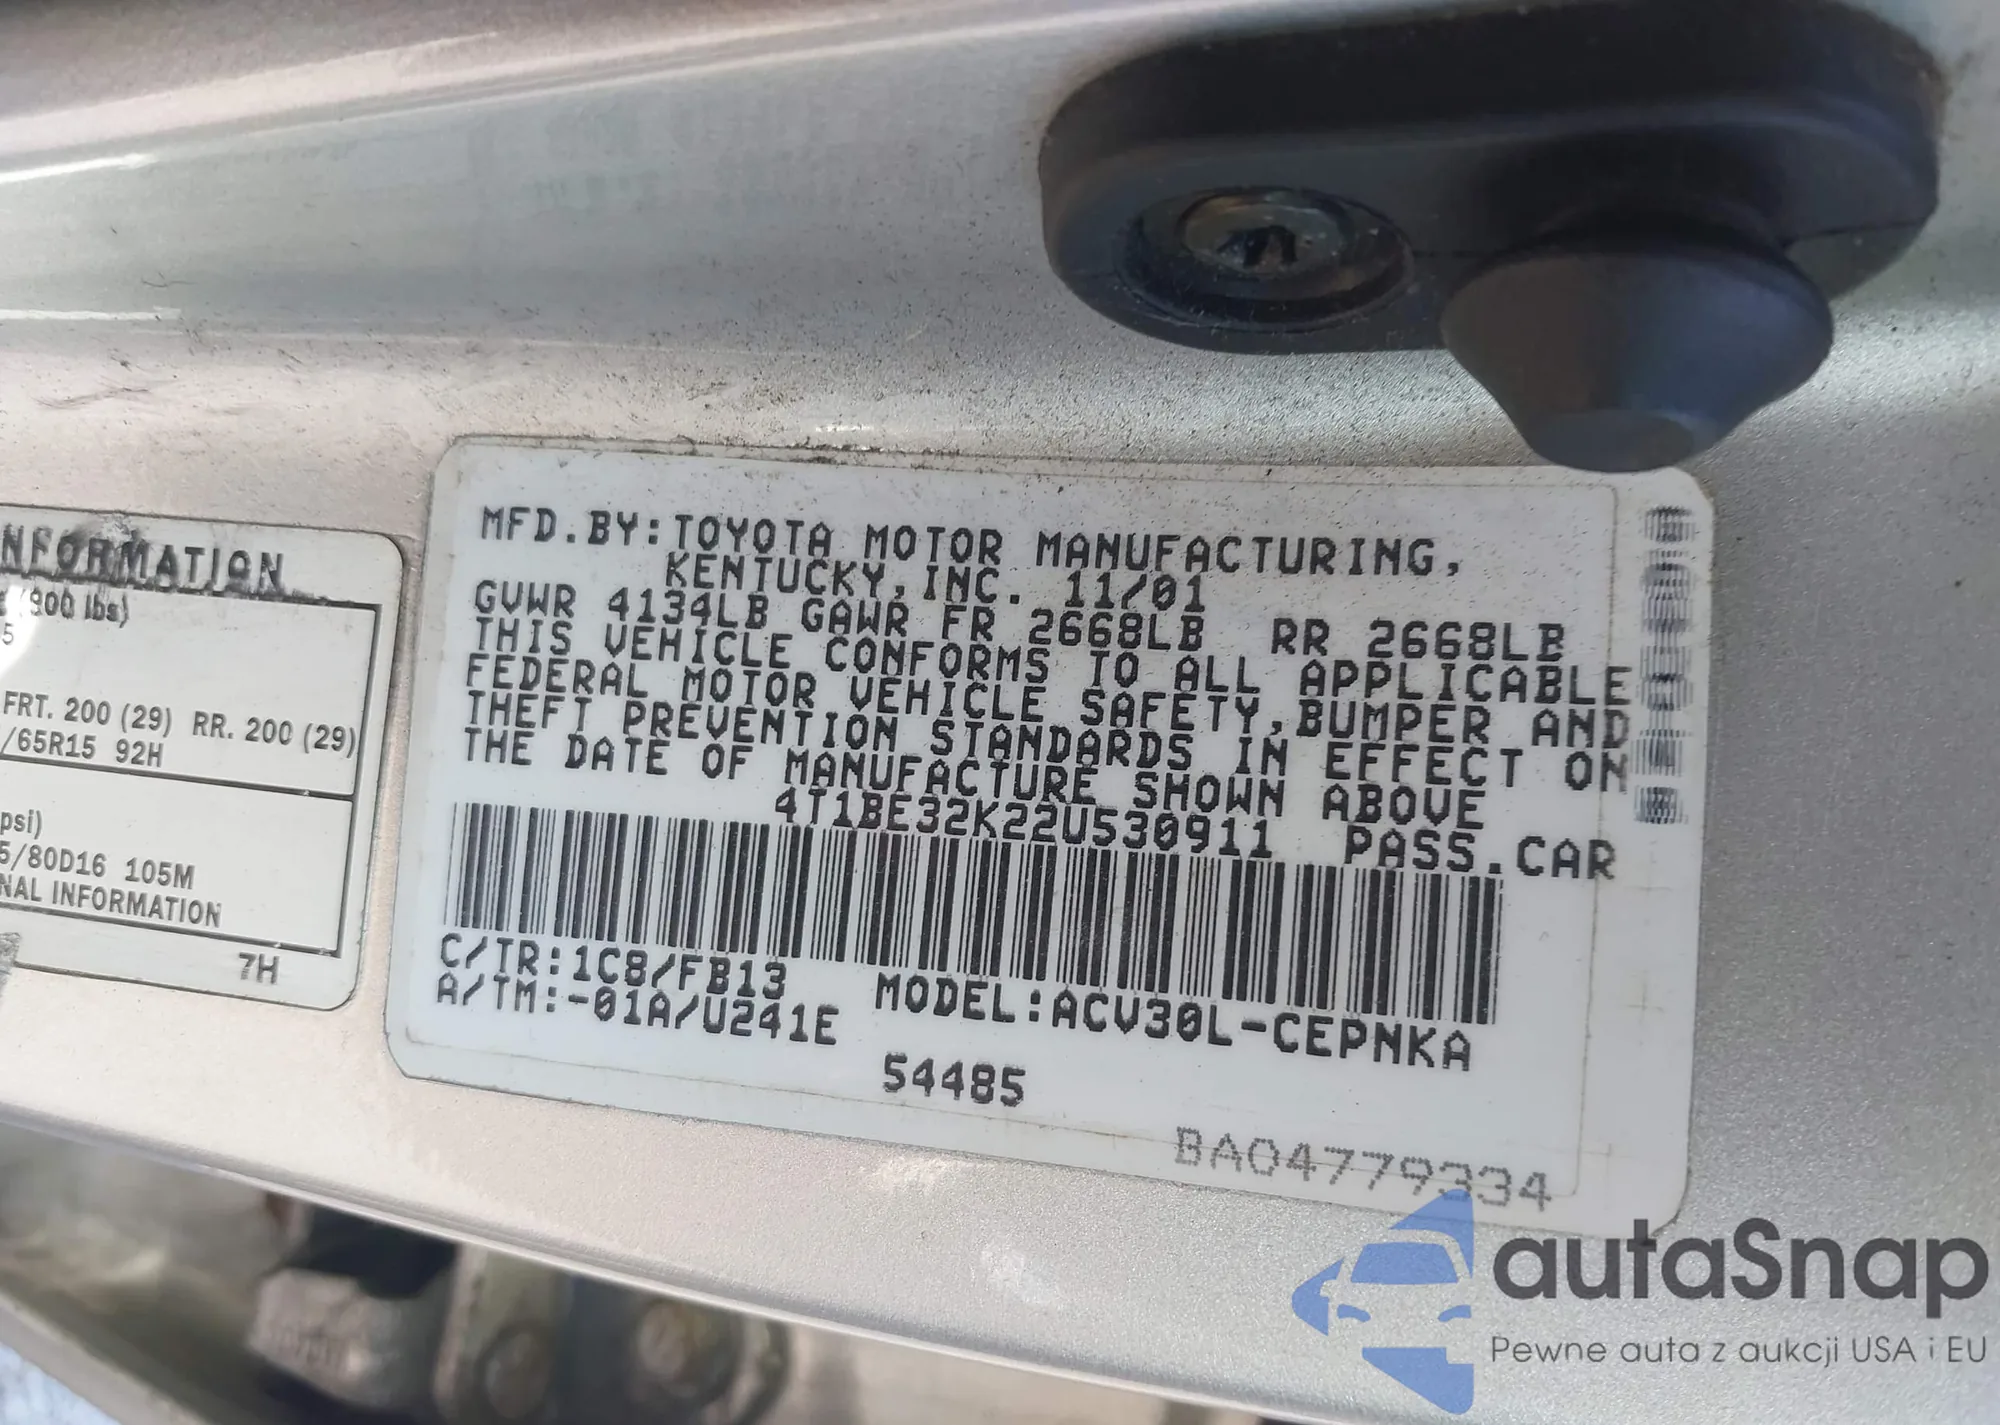 NFORMATION
900 lbs)
5
FRT. 200 (29) RR. 200 (29)
/65R15 92H
psi)
5/80D16 105M
NAL INFORMATION
7H
MFD.BY:TOYOTA MOTOR MANUFACTURING,
KENTUCKY,INC. 11/01
GVWR 4134LB GAWR FR 2668LB RR 2668LB
THIS VEHICLE CONFORMS TO ALL APPLICABLE
FEDERAL MOTOR VEHICLE SAFETY,BUMPER AND
THEFT PREVENTION STANDARDS IN EFFECT ON
THE DATE OF MANUFACTURE SHOWN ABOVE
4T1BE32K22U530911 PASS.CAR
C/TR:1C8/FB13 MODEL:ACV30L-CEPNKA
A/TM:-01A/U241E
54485
BA04779334
autaSnap
Pewne auta z aukcji USA i EU